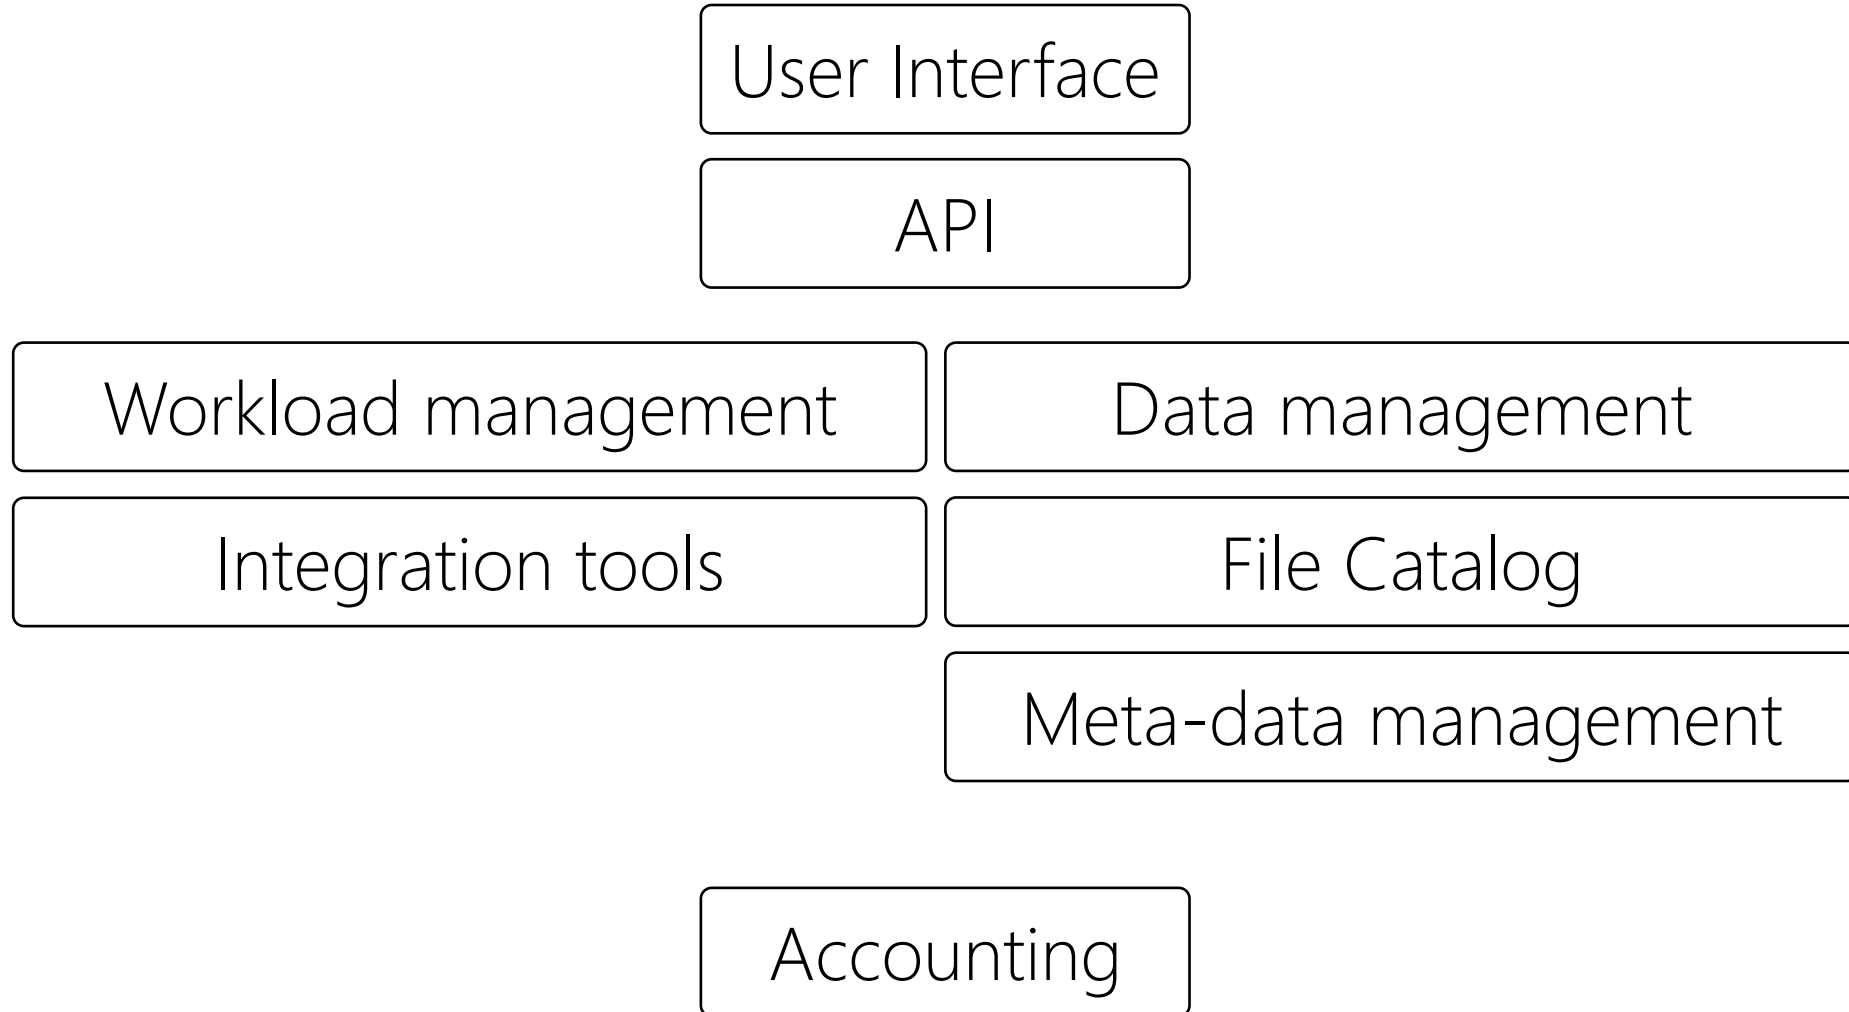 User Interface
API
Workload management
Data management
Integration tools
File Catalog
Meta-data management
Accounting